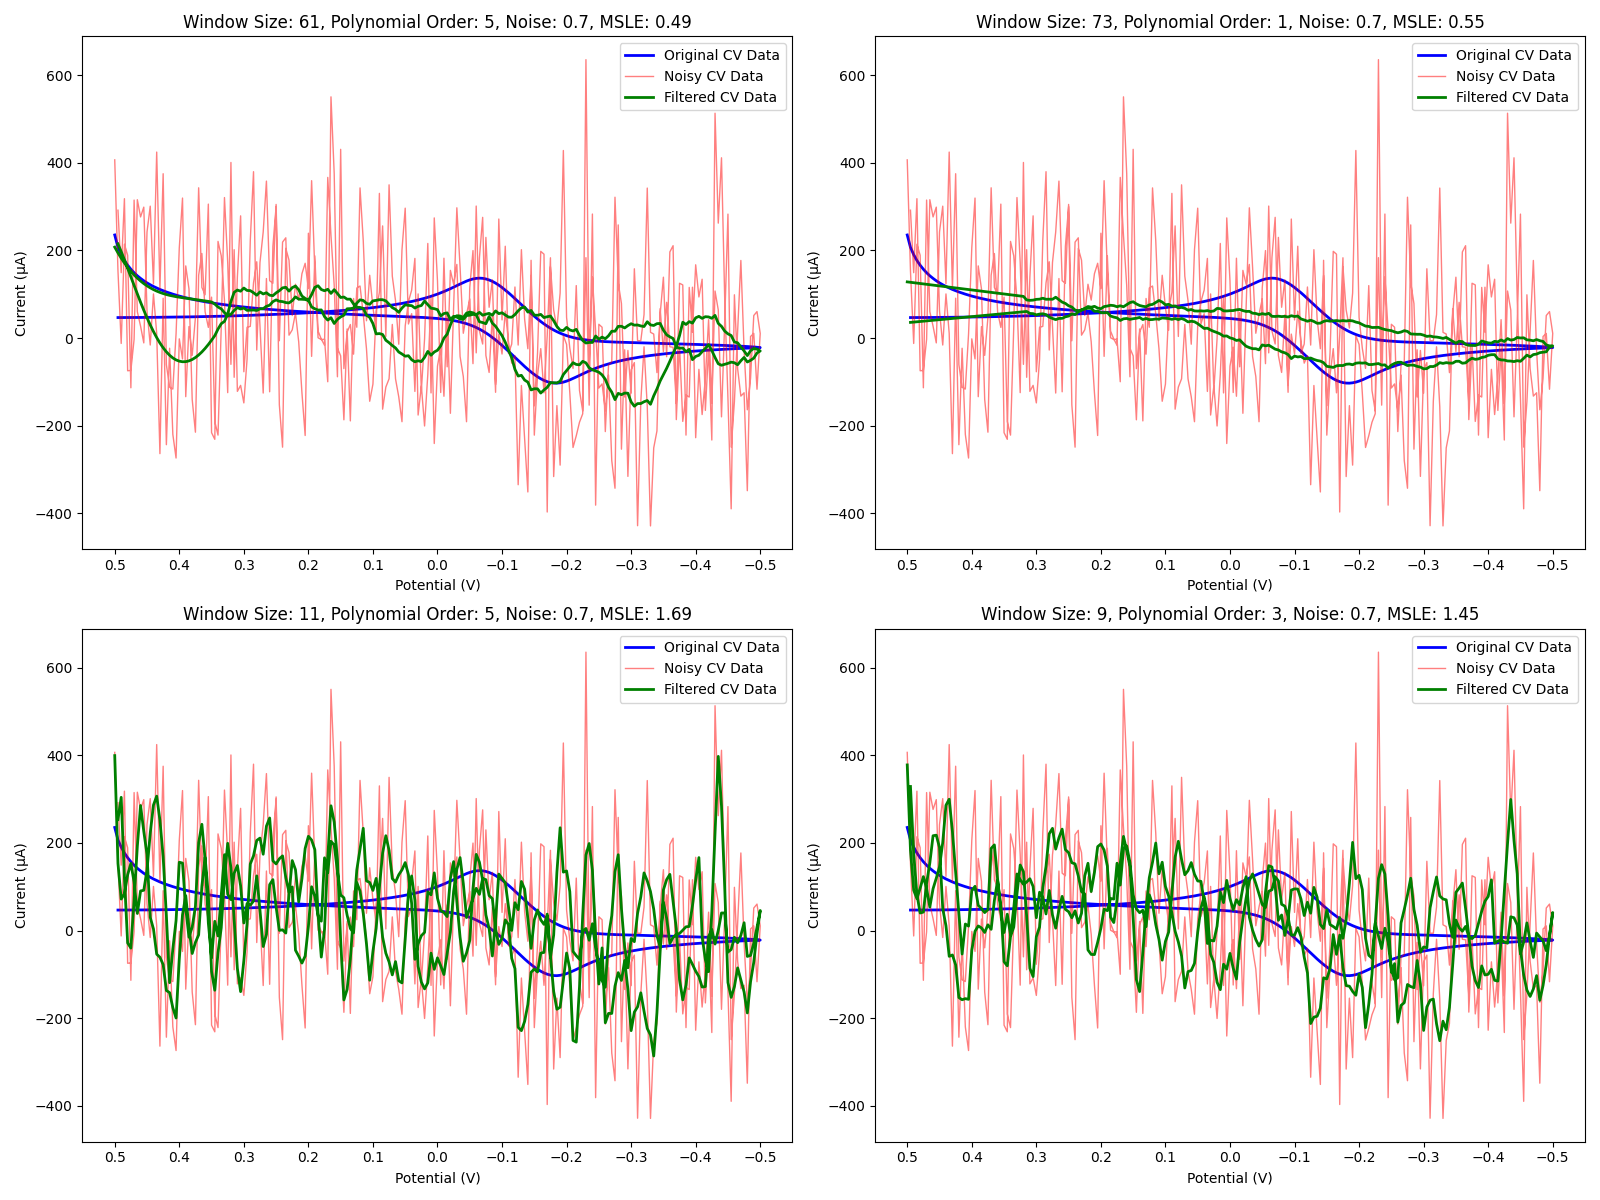 Window Size: 61, Polynomial Order: 5, Noise: 0.7, MSLE: 0.49
Original CV Data
Noisy CV Data
Filtered CV Data
Current (µA)
600
400
200
0
−200
−400
0.5 0.4 0.3 0.2 0.1 0.0 −0.1 −0.2 −0.3 −0.4 −0.5
Potential (V)
Window Size: 73, Polynomial Order: 1, Noise: 0.7, MSLE: 0.55
Original CV Data
Noisy CV Data
Filtered CV Data
Current (µA)
600
400
200
0
−200
−400
0.5 0.4 0.3 0.2 0.1 0.0 −0.1 −0.2 −0.3 −0.4 −0.5
Potential (V)
Window Size: 11, Polynomial Order: 5, Noise: 0.7, MSLE: 1.69
Original CV Data
Noisy CV Data
Filtered CV Data
Current (µA)
600
400
200
0
−200
−400
0.5 0.4 0.3 0.2 0.1 0.0 −0.1 −0.2 −0.3 −0.4 −0.5
Potential (V)
Window Size: 9, Polynomial Order: 3, Noise: 0.7, MSLE: 1.45
Original CV Data
Noisy CV Data
Filtered CV Data
Current (µA)
600
400
200
0
−200
−400
0.5 0.4 0.3 0.2 0.1 0.0 −0.1 −0.2 −0.3 −0.4 −0.5
Potential (V)